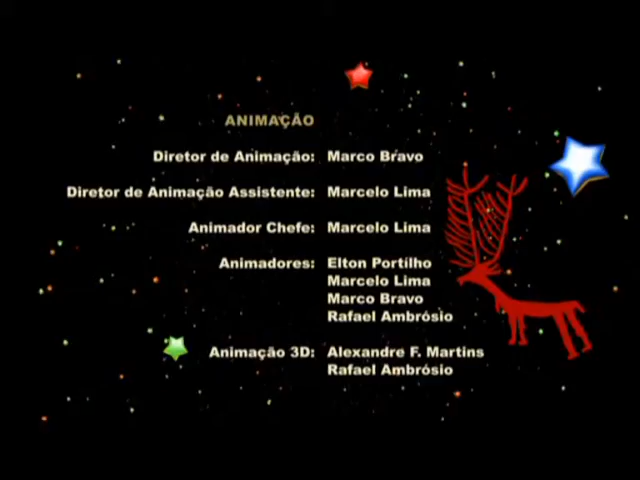 ANIMAÇÃO
Diretor de Animação: Marco Bravo
Diretor de Animação Assistente: Marcelo Lima
Animador Chefe: Marcelo Lima
Animadores: Elton Portilho
Marcelo Lima
Marco Bravo
Rafael Ambrósio
Animação 3D: Alexandre F. Martins
Rafael Ambrósio